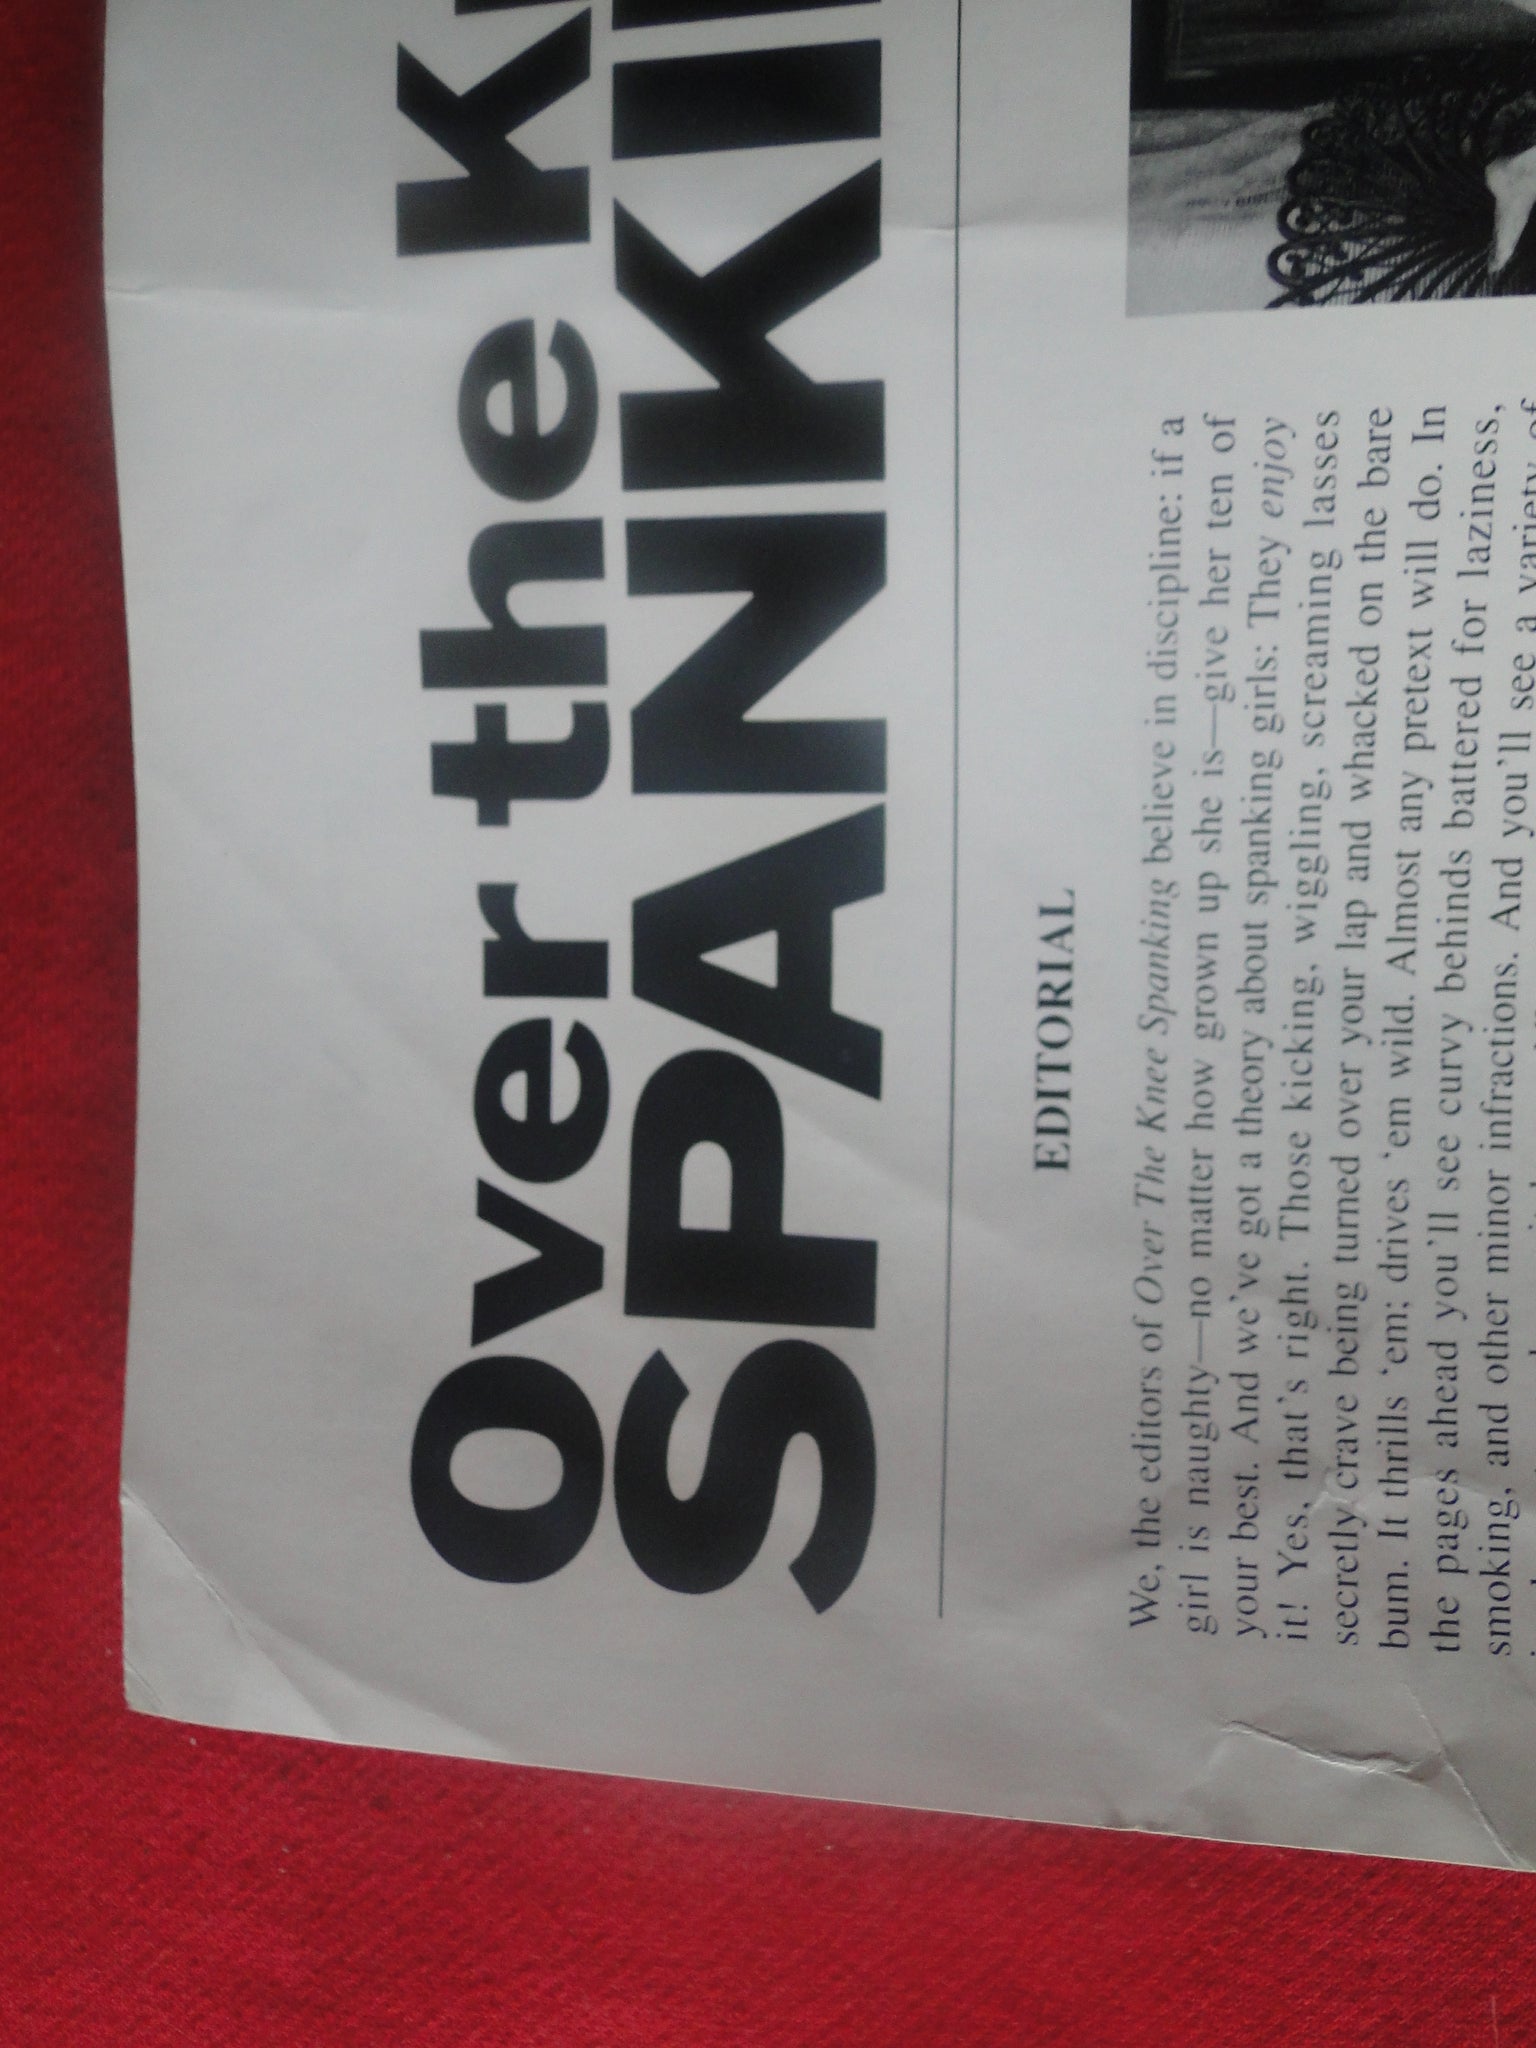 Over the K
SPANKI
EDITORIAL
We, the editors of Over The Knee Spanking believe in discipline: if a
girl is naughty—no matter how grown up she is—give her ten of
your best. And we've got a theory about spanking girls: They enjoy
it! Yes, that's right. Those kicking, wiggling, screaming lasses
secretly crave being turned over your lap and whacked on the bare
bum. It thrills 'em; drives 'em wild. Almost any pretext will do. In
the pages ahead you'll see curvy behinds battered for laziness,
smoking, and other minor infractions. And you'll see a variety of